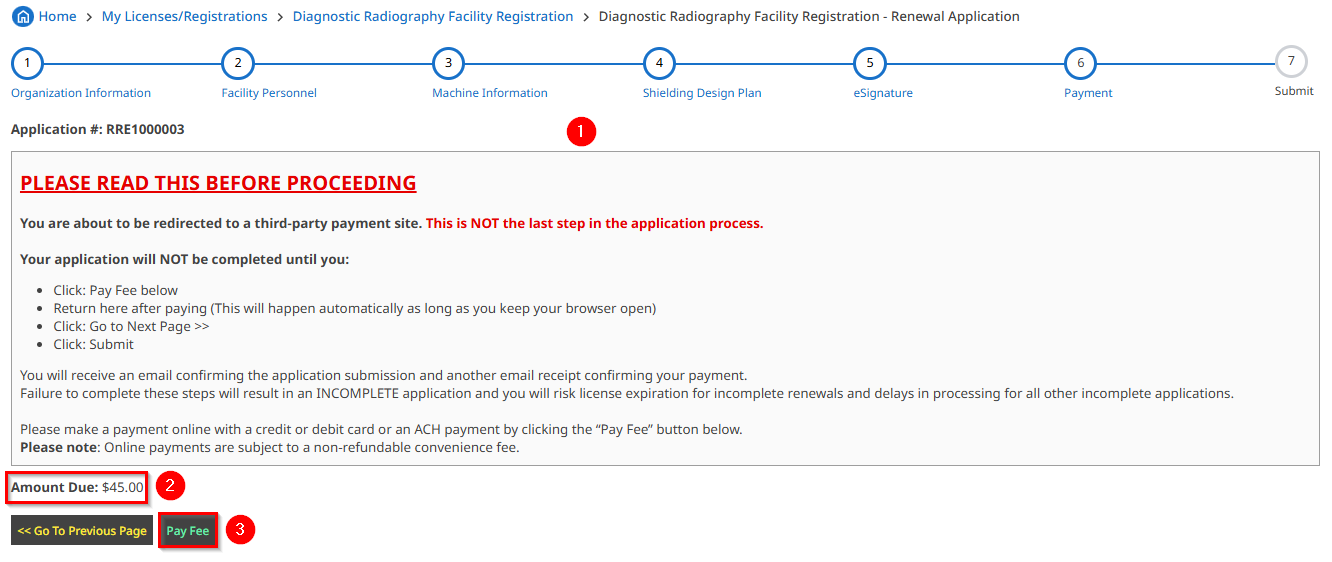 Home > My Licenses/Registrations > Diagnostic Radiography Facility Registration > Diagnostic Radiography Facility Registration - Renewal Application
1 2 3 4 5 6 7
Organization Information Facility Personnel Machine Information Shielding Design Plan eSignature Payment Submit
Application #: RRE1000003 1
PLEASE READ THIS BEFORE PROCEEDING
You are about to be redirected to a third-party payment site. This is NOT the last step in the application process.
Your application will NOT be completed until you:
• Click: Pay Fee below
• Return here after paying (This will happen automatically as long as you keep your browser open)
• Click: Go to Next Page >>
• Click: Submit
You will receive an email confirming the application submission and another email receipt confirming your payment.
Failure to complete these steps will result in an INCOMPLETE application and you will risk license expiration for incomplete renewals and delays in processing for all other incomplete applications.
Please make a payment online with a credit or debit card or an ACH payment by clicking the “Pay Fee” button below.
Please note: Online payments are subject to a non-refundable convenience fee.
Amount Due: $45.00 2
<< Go To Previous Page Pay Fee 3